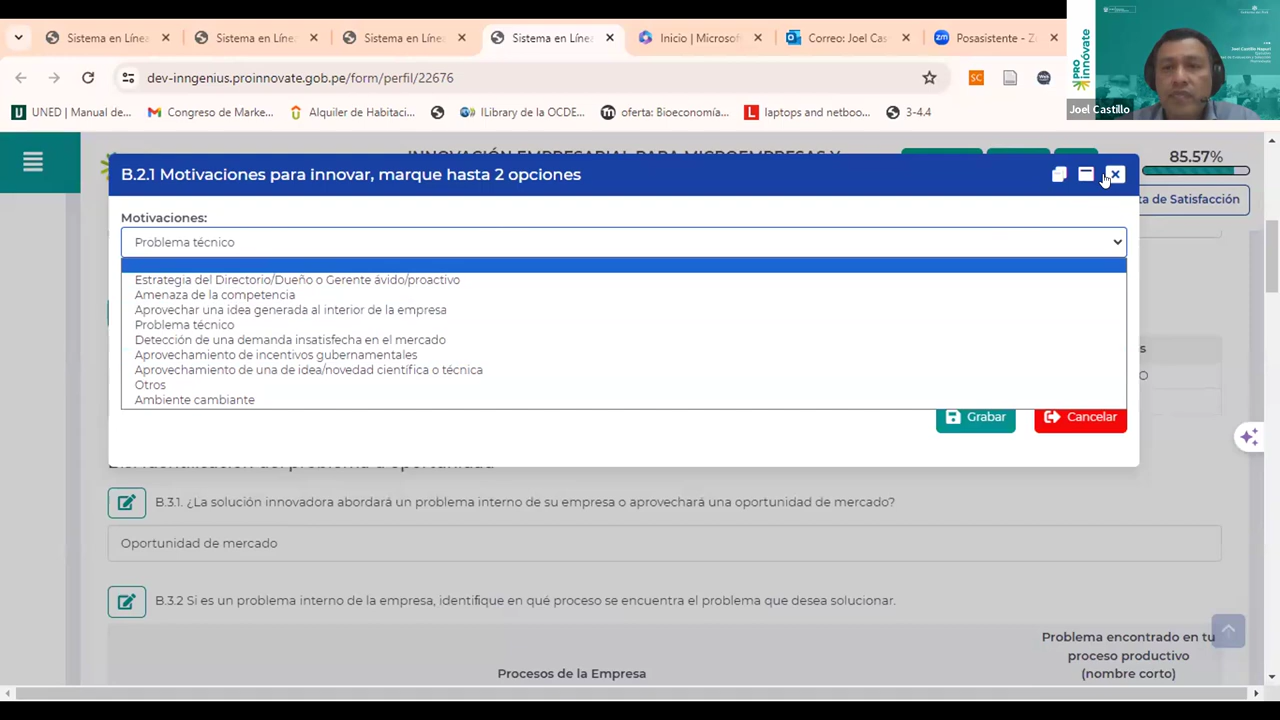 Sistema en Líne
Sistema en Líne
Sistema en Líne
Sistema en Líne
Inicio | Microsof
Correo: Joel Cas
Posasistente - Z
dev-inngenius.proinnovate.gob.pe/form/perfil/22676
UNED | Manual de...
Congreso de Marke...
Alquiler de Habitaci...
ILibrary de la OCDE...
oferta: Bioeconomí...
laptops and netboo...
3-4.4
PRO
innóvate
Joel Castillo
85.57%
ta de Satisfacción
B.2.1 Motivaciones para innovar, marque hasta 2 opciones
Motivaciones:
Problema técnico
Estrategia del Directorio/Dueño o Gerente ávido/proactivo
Amenaza de la competencia
Aprovechar una idea generada al interior de la empresa
Problema técnico
Detección de una demanda insatisfecha en el mercado
Aprovechamiento de incentivos gubernamentales
Aprovechamiento de una de idea/novedad científica o técnica
Otros
Ambiente cambiante
Grabar
Cancelar
B.3.1. ¿La solución innovadora abordará un problema interno de su empresa o aprovechará una oportunidad de mercado?
Oportunidad de mercado
B.3.2 Si es un problema interno de la empresa, identifique en qué proceso se encuentra el problema que desea solucionar.
Procesos de la Empresa
Problema encontrado en tu
proceso productivo
(nombre corto)